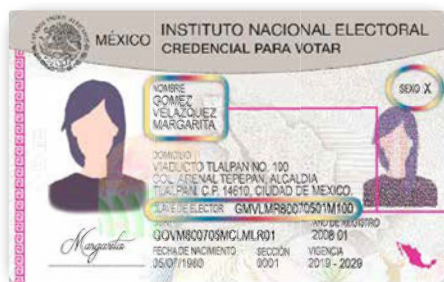 MÉXICO
INSTITUTO NACIONAL ELECTORAL
CREDENCIAL PARA VOTAR
NOMBRE
GOMEZ
VELAZQUEZ
MARGARITA
SEXO X
DOMICILIO
VIADUCTO TLALPAN NO. 100
COL. ARENAL TEPEPAN, ALCALDIA
TLALPAN, C.P. 14610, CIUDAD DE MEXICO.
CLAVE DE ELECTOR GMVLMR80070501M100
CURP AÑO DE REGISTRO
GOVM800705MCLMLR01 2008 01
FECHA DE NACIMIENTO SECCIÓN VIGENCIA
05/07/1980 0001 2019 - 2029
Margarita